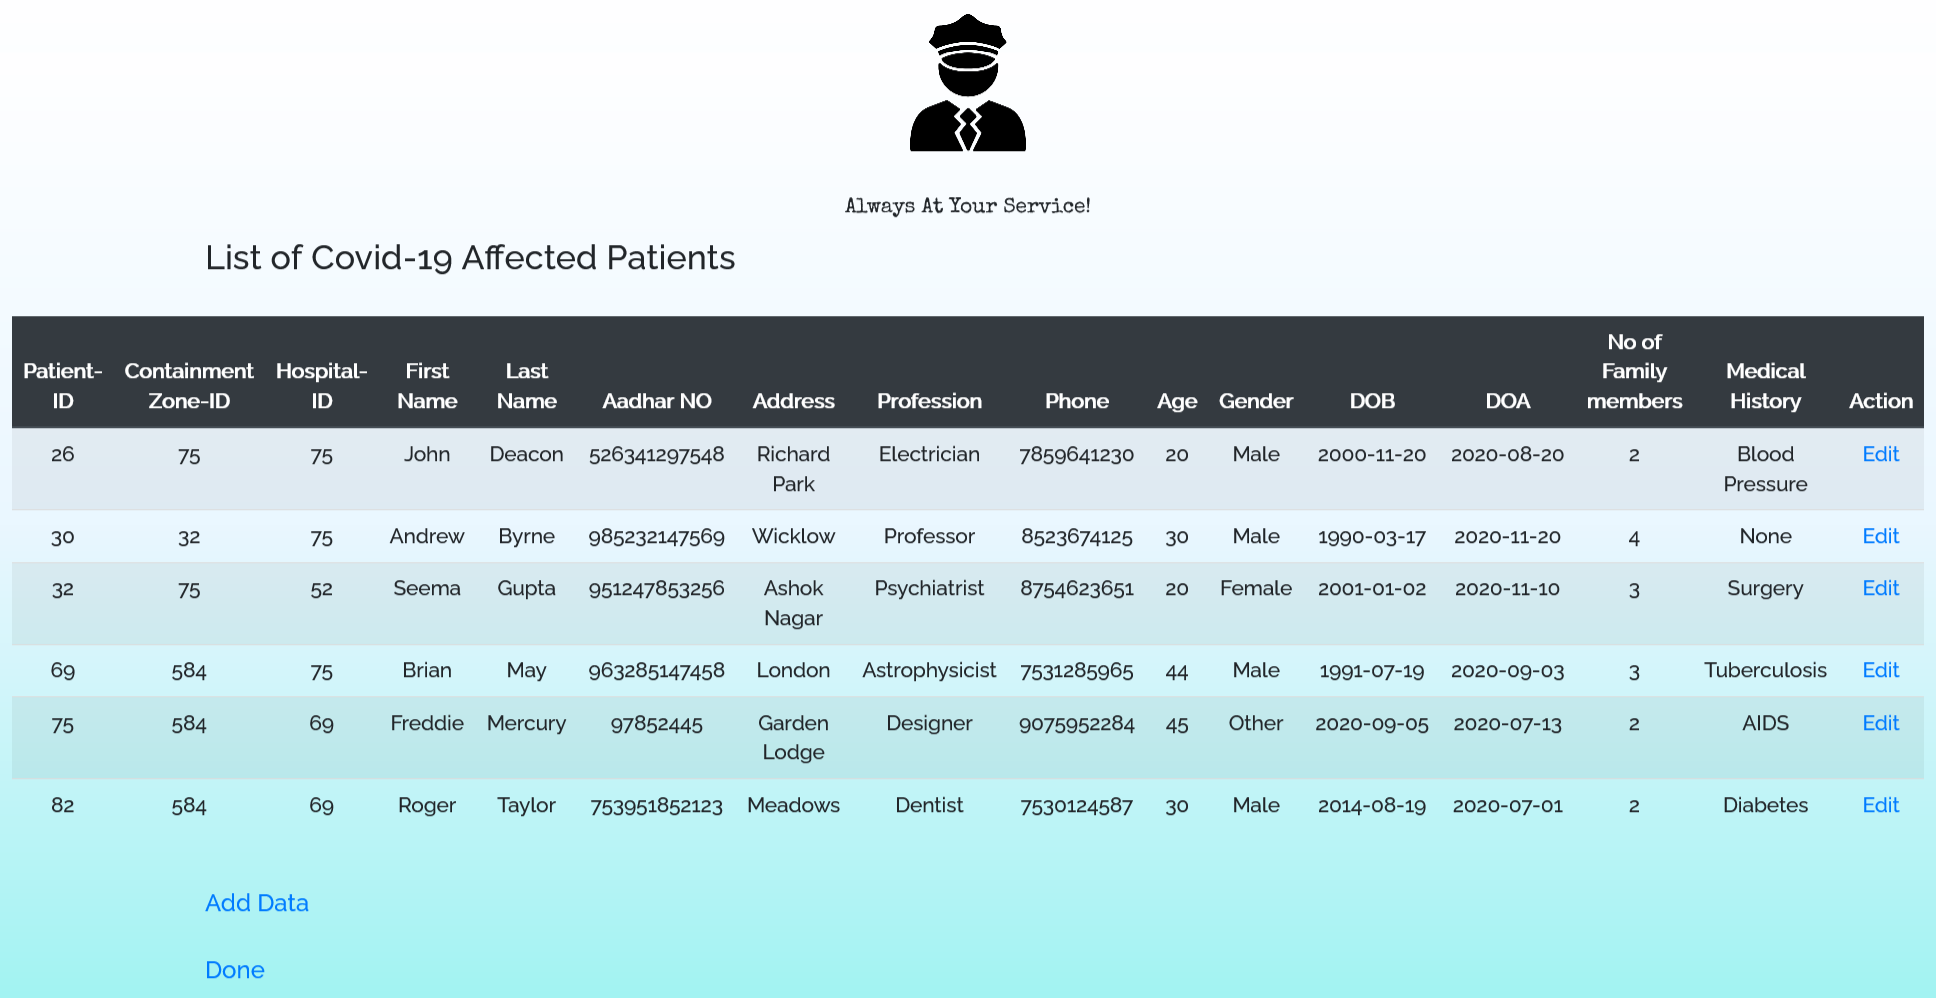 Always At Your Service!
List of Covid-19 Affected Patients
Patient-ID Containment Zone-ID Hospital-ID First Name Last Name Aadhar NO Address Profession Phone Age Gender DOB DOA No of Family members Medical History Action
26 75 75 John Deacon 526341297548 Richard Park Electrician 7859641230 20 Male 2000-11-20 2020-08-20 2 Blood Pressure Edit
30 32 75 Andrew Byrne 985232147569 Wicklow Professor 8523674125 30 Male 1990-03-17 2020-11-20 4 None Edit
32 75 52 Seema Gupta 951247853256 Ashok Nagar Psychiatrist 8754623651 20 Female 2001-01-02 2020-11-10 3 Surgery Edit
69 584 75 Brian May 963285147458 London Astrophysicist 7531285965 44 Male 1991-07-19 2020-09-03 3 Tuberculosis Edit
75 584 69 Freddie Mercury 97852445 Garden Lodge Designer 9075952284 45 Other 2020-09-05 2020-07-13 2 AIDS Edit
82 584 69 Roger Taylor 753951852123 Meadows Dentist 7530124587 30 Male 2014-08-19 2020-07-01 2 Diabetes Edit
Add Data
Done